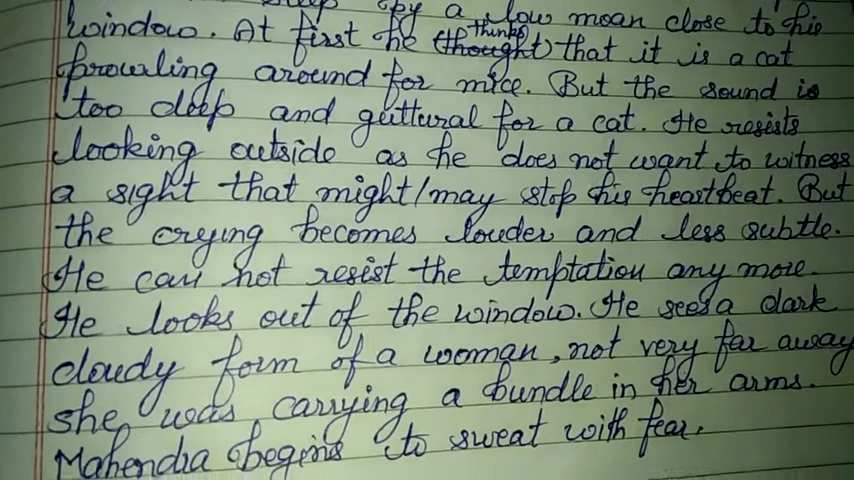 sleep by a low moan close to his
window. At first he (thought) thinks that it is a cat
prowling around for mice. But the sound is
too deep and guttural for a cat. He resists
looking outside as he does not want to witness
a sight that might/may stop his heartbeat. But
the crying becomes louder and less subtle.
He can not resist the temptation any more.
He looks out of the window. He sees a dark
cloudy form of a woman, not very far away
she was carrying a bundle in her arms.
Mahendra begins to sweat with fear.